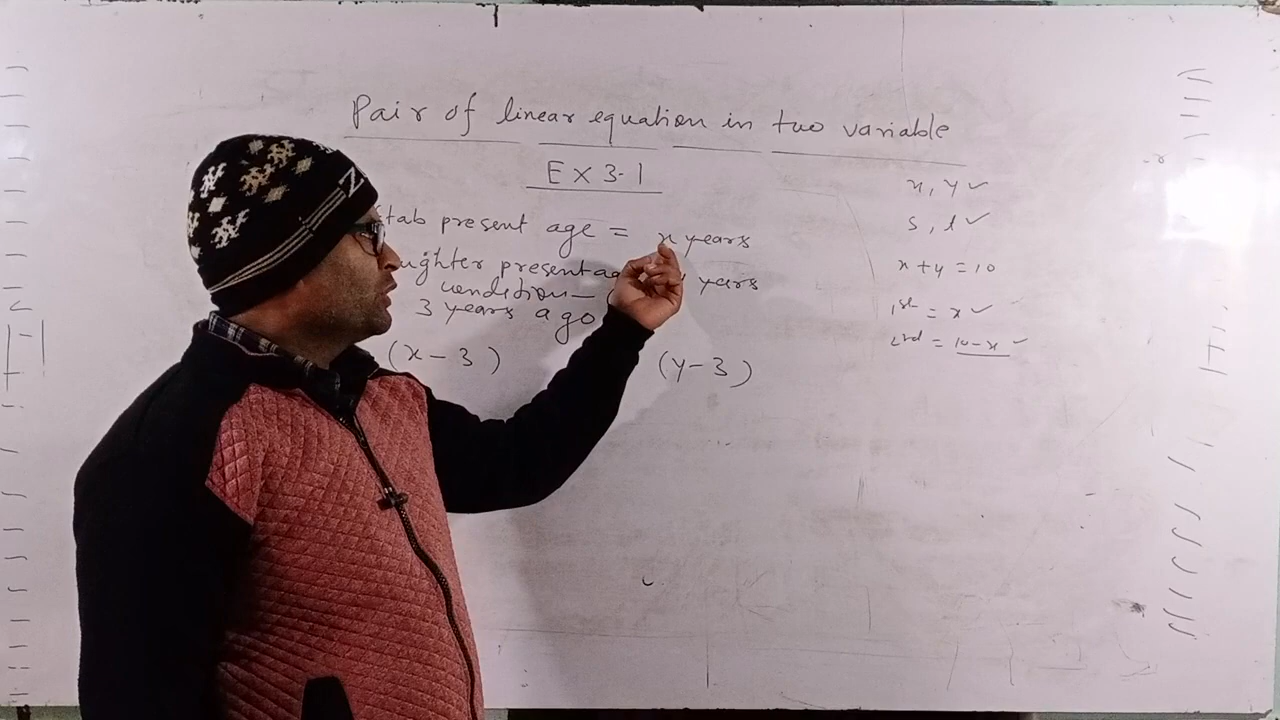 Pair of linear equation in two variable
Ex 3.1
present age = x years
present years
condition
3 years ago
(x-3) (y-3)
x, y ✓
s, t ✓
x+y=10
1st = x ✓
2nd = 10-x ✓
Z